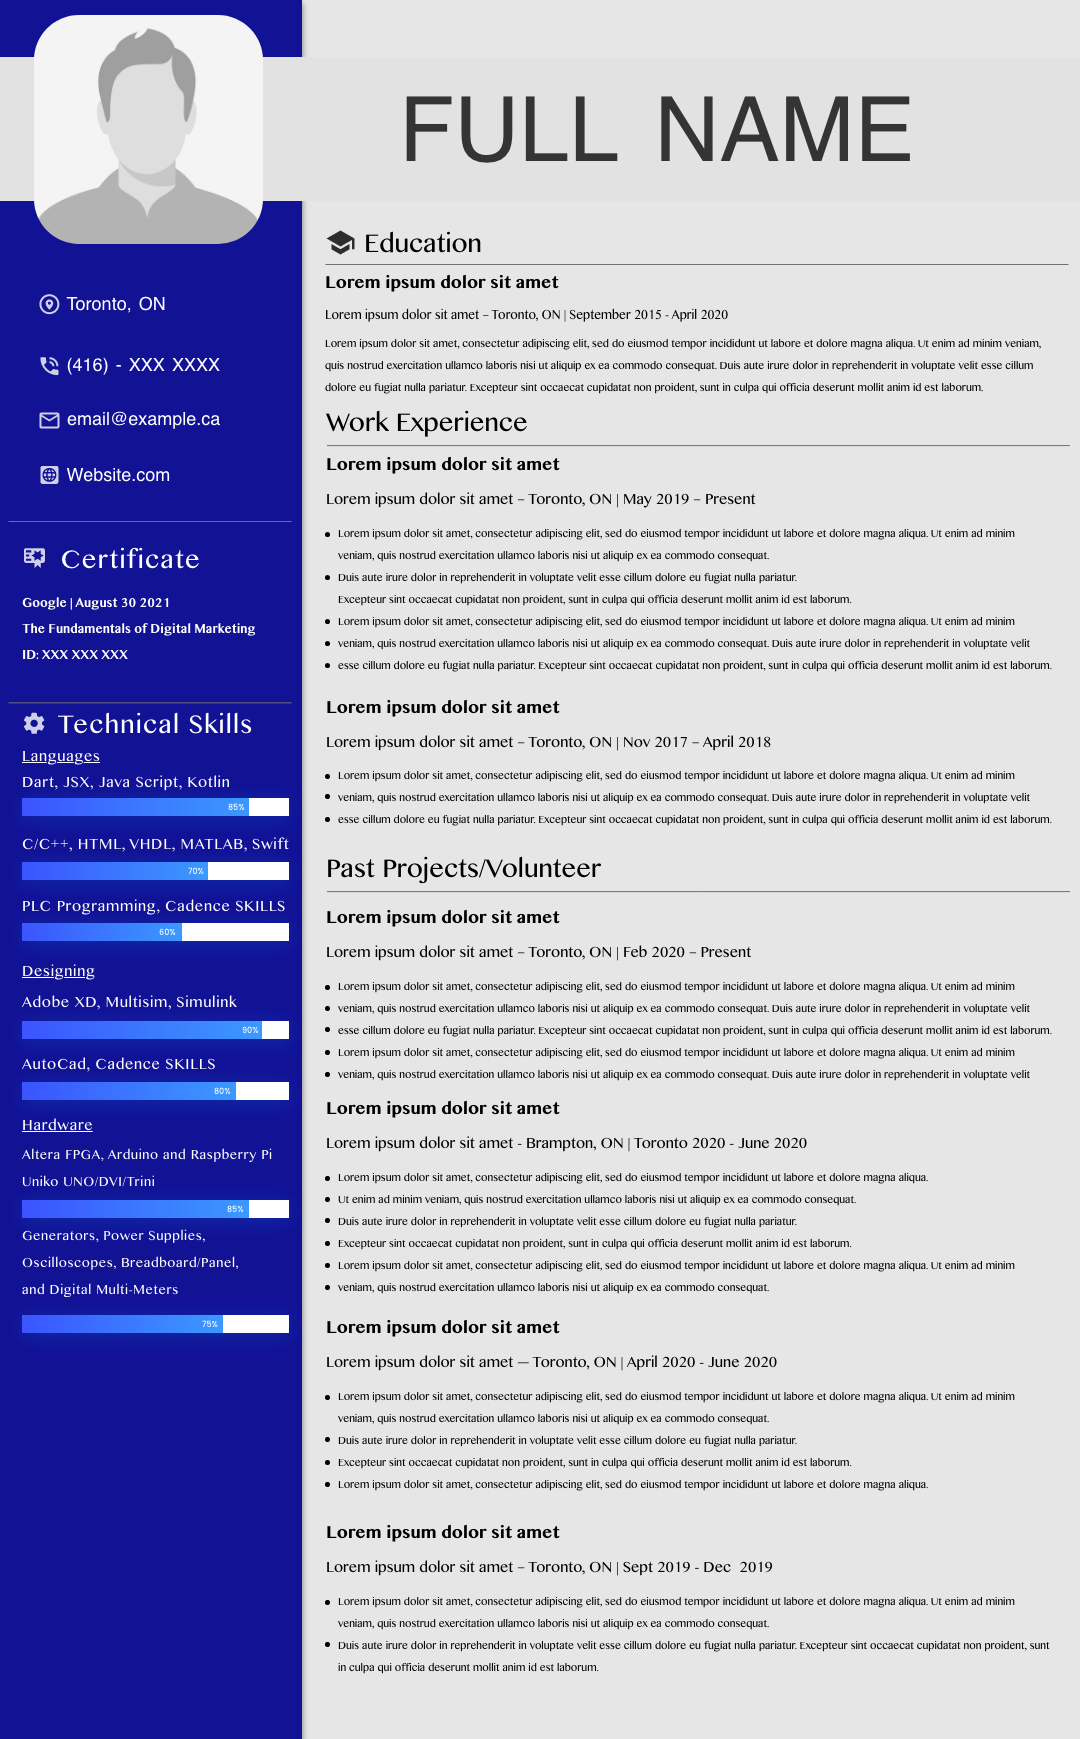 FULL NAME
Toronto, ON
(416) - XXX XXXX
email@example.ca
Website.com
Certificate
Google | August 30 2021
The Fundamentals of Digital Marketing
ID: XXX XXX XXX
Technical Skills
Languages
Dart, JSX, Java Script, Kotlin
85%
C/C++, HTML, VHDL, MATLAB, Swift
70%
PLC Programming, Cadence SKILLS
60%
Designing
Adobe XD, Multisim, Simulink
90%
AutoCad, Cadence SKILLS
80%
Hardware
Altera FPGA, Arduino and Raspberry Pi
Uniko UNO/DVI/Trini
85%
Generators, Power Supplies,
Oscilloscopes, Breadboard/Panel,
and Digital Multi-Meters
75%
Education
Lorem ipsum dolor sit amet
Lorem ipsum dolor sit amet – Toronto, ON | September 2015 - April 2020
Lorem ipsum dolor sit amet, consectetur adipiscing elit, sed do eiusmod tempor incididunt ut labore et dolore magna aliqua. Ut enim ad minim veniam,
quis nostrud exercitation ullamco laboris nisi ut aliquip ex ea commodo consequat. Duis aute irure dolor in reprehenderit in voluptate velit esse cillum
dolore eu fugiat nulla pariatur. Excepteur sint occaecat cupidatat non proident, sunt in culpa qui officia deserunt mollit anim id est laborum.
Work Experience
Lorem ipsum dolor sit amet
Lorem ipsum dolor sit amet – Toronto, ON | May 2019 – Present
• Lorem ipsum dolor sit amet, consectetur adipiscing elit, sed do eiusmod tempor incididunt ut labore et dolore magna aliqua. Ut enim ad minim
veniam, quis nostrud exercitation ullamco laboris nisi ut aliquip ex ea commodo consequat.
• Duis aute irure dolor in reprehenderit in voluptate velit esse cillum dolore eu fugiat nulla pariatur.
Excepteur sint occaecat cupidatat non proident, sunt in culpa qui officia deserunt mollit anim id est laborum.
• Lorem ipsum dolor sit amet, consectetur adipiscing elit, sed do eiusmod tempor incididunt ut labore et dolore magna aliqua. Ut enim ad minim
• veniam, quis nostrud exercitation ullamco laboris nisi ut aliquip ex ea commodo consequat. Duis aute irure dolor in reprehenderit in voluptate velit
• esse cillum dolore eu fugiat nulla pariatur. Excepteur sint occaecat cupidatat non proident, sunt in culpa qui officia deserunt mollit anim id est laborum.
Lorem ipsum dolor sit amet
Lorem ipsum dolor sit amet – Toronto, ON | Nov 2017 – April 2018
• Lorem ipsum dolor sit amet, consectetur adipiscing elit, sed do eiusmod tempor incididunt ut labore et dolore magna aliqua. Ut enim ad minim
• veniam, quis nostrud exercitation ullamco laboris nisi ut aliquip ex ea commodo consequat. Duis aute irure dolor in reprehenderit in voluptate velit
• esse cillum dolore eu fugiat nulla pariatur. Excepteur sint occaecat cupidatat non proident, sunt in culpa qui officia deserunt mollit anim id est laborum.
Past Projects/Volunteer
Lorem ipsum dolor sit amet
Lorem ipsum dolor sit amet – Toronto, ON | Feb 2020 – Present
• Lorem ipsum dolor sit amet, consectetur adipiscing elit, sed do eiusmod tempor incididunt ut labore et dolore magna aliqua. Ut enim ad minim
• veniam, quis nostrud exercitation ullamco laboris nisi ut aliquip ex ea commodo consequat. Duis aute irure dolor in reprehenderit in voluptate velit
• esse cillum dolore eu fugiat nulla pariatur. Excepteur sint occaecat cupidatat non proident, sunt in culpa qui officia deserunt mollit anim id est laborum.
• Lorem ipsum dolor sit amet, consectetur adipiscing elit, sed do eiusmod tempor incididunt ut labore et dolore magna aliqua. Ut enim ad minim
• veniam, quis nostrud exercitation ullamco laboris nisi ut aliquip ex ea commodo consequat. Duis aute irure dolor in reprehenderit in voluptate velit
Lorem ipsum dolor sit amet
Lorem ipsum dolor sit amet - Brampton, ON | Toronto 2020 - June 2020
• Lorem ipsum dolor sit amet, consectetur adipiscing elit, sed do eiusmod tempor incididunt ut labore et dolore magna aliqua.
• Ut enim ad minim veniam, quis nostrud exercitation ullamco laboris nisi ut aliquip ex ea commodo consequat.
• Duis aute irure dolor in reprehenderit in voluptate velit esse cillum dolore eu fugiat nulla pariatur.
• Excepteur sint occaecat cupidatat non proident, sunt in culpa qui officia deserunt mollit anim id est laborum.
• Lorem ipsum dolor sit amet, consectetur adipiscing elit, sed do eiusmod tempor incididunt ut labore et dolore magna aliqua. Ut enim ad minim
• veniam, quis nostrud exercitation ullamco laboris nisi ut aliquip ex ea commodo consequat.
Lorem ipsum dolor sit amet
Lorem ipsum dolor sit amet — Toronto, ON | April 2020 - June 2020
• Lorem ipsum dolor sit amet, consectetur adipiscing elit, sed do eiusmod tempor incididunt ut labore et dolore magna aliqua. Ut enim ad minim
veniam, quis nostrud exercitation ullamco laboris nisi ut aliquip ex ea commodo consequat.
• Duis aute irure dolor in reprehenderit in voluptate velit esse cillum dolore eu fugiat nulla pariatur.
• Excepteur sint occaecat cupidatat non proident, sunt in culpa qui officia deserunt mollit anim id est laborum.
• Lorem ipsum dolor sit amet, consectetur adipiscing elit, sed do eiusmod tempor incididunt ut labore et dolore magna aliqua.
Lorem ipsum dolor sit amet
Lorem ipsum dolor sit amet – Toronto, ON | Sept 2019 - Dec 2019
• Lorem ipsum dolor sit amet, consectetur adipiscing elit, sed do eiusmod tempor incididunt ut labore et dolore magna aliqua. Ut enim ad minim
veniam, quis nostrud exercitation ullamco laboris nisi ut aliquip ex ea commodo consequat.
• Duis aute irure dolor in reprehenderit in voluptate velit esse cillum dolore eu fugiat nulla pariatur. Excepteur sint occaecat cupidatat non proident, sunt
in culpa qui officia deserunt mollit anim id est laborum.